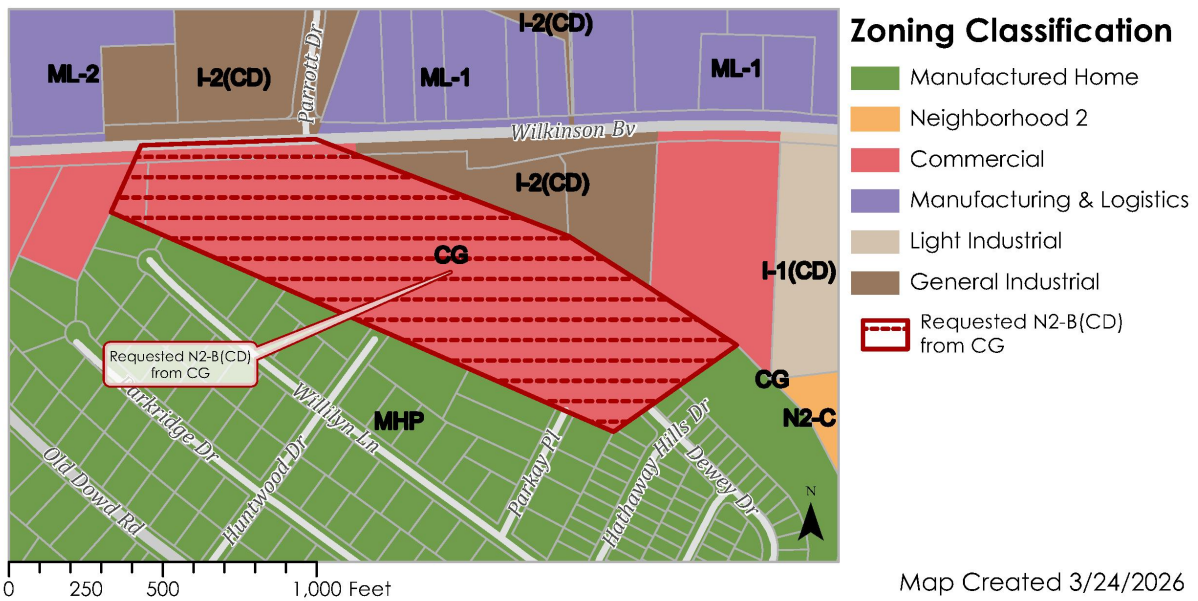 I-2(CD)
ML-2
I-2(CD)
Parrott Dr
ML-1
ML-1
Wilkinson Bv
I-2(CD)
CG
I-1(CD)
Requested N2-B(CD)
from CG
CG
N2-C
MHP
Parkridge Dr
Willilyn Ln
Old Dowd Rd
Huntwood Dr
Parkay Pl
Hathaway Hills Dr
Dewey Dr
N
0 250 500 1,000 Feet
Zoning Classification
Manufactured Home
Neighborhood 2
Commercial
Manufacturing & Logistics
Light Industrial
General Industrial
Requested N2-B(CD)
from CG
Map Created 3/24/2026